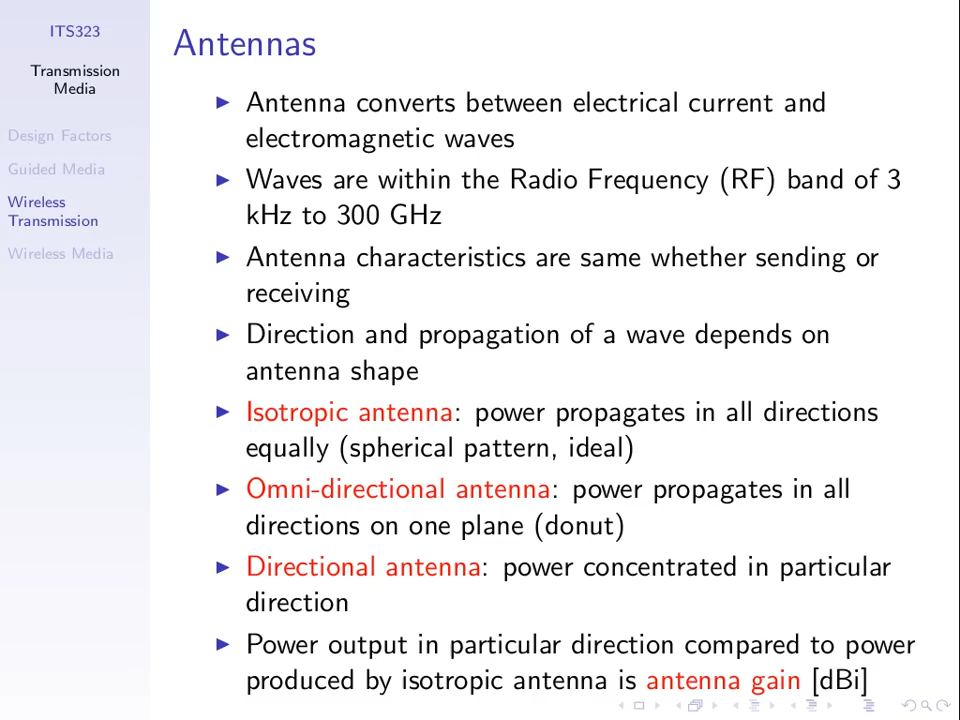 ITS323
Transmission
Media
Design Factors
Guided Media
Wireless
Transmission
Wireless Media
Antennas
Antenna converts between electrical current and
electromagnetic waves
Waves are within the Radio Frequency (RF) band of 3
kHz to 300 GHz
Antenna characteristics are same whether sending or
receiving
Direction and propagation of a wave depends on
antenna shape
Isotropic antenna: power propagates in all directions
equally (spherical pattern, ideal)
Omni-directional antenna: power propagates in all
directions on one plane (donut)
Directional antenna: power concentrated in particular
direction
Power output in particular direction compared to power
produced by isotropic antenna is antenna gain [dBi]